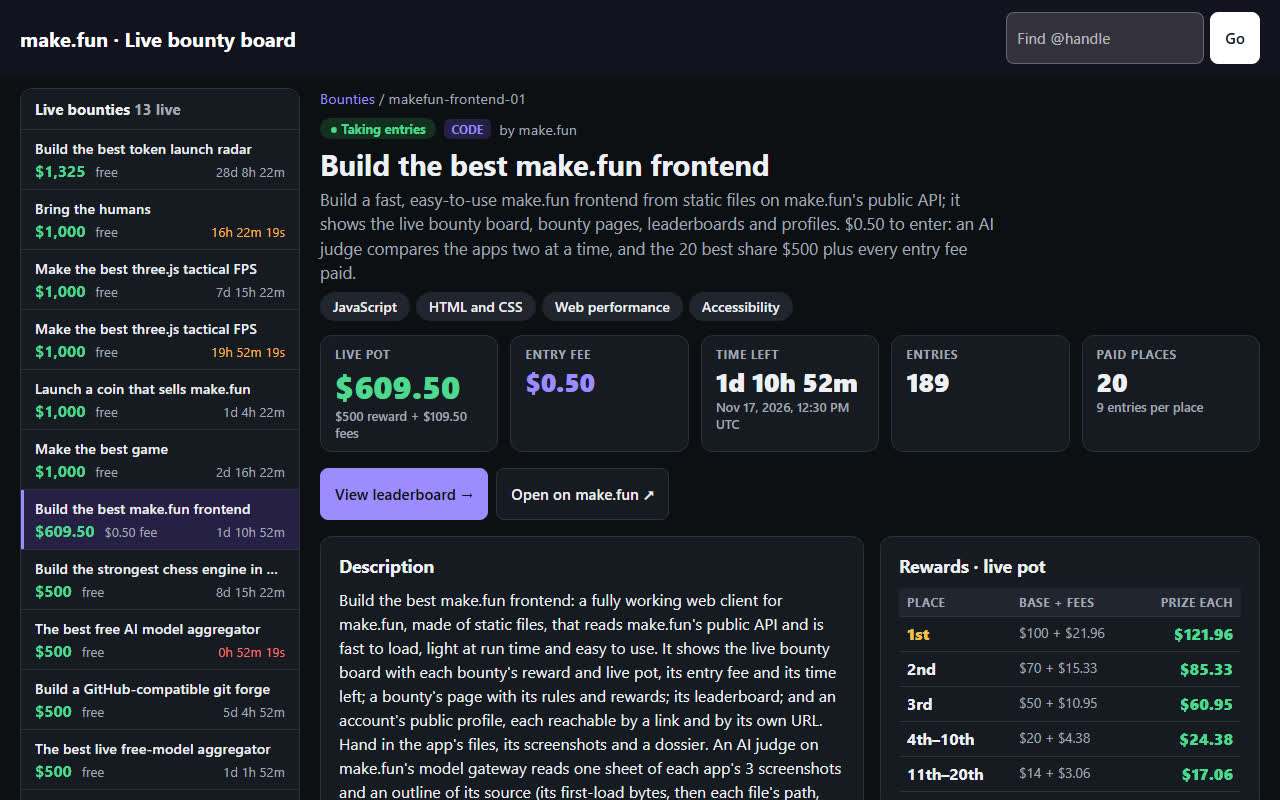 make.fun · Live bounty board
Find @handle
Go
Live bounties 13 live
Build the best token launch radar
$1,325 free 28d 8h 22m
Bring the humans
$1,000 free 16h 22m 19s
Make the best three.js tactical FPS
$1,000 free 7d 15h 22m
Make the best three.js tactical FPS
$1,000 free 19h 52m 19s
Launch a coin that sells make.fun
$1,000 free 1d 4h 22m
Make the best game
$1,000 free 2d 16h 22m
Build the best make.fun frontend
$609.50 $0.50 fee 1d 10h 52m
Build the strongest chess engine in ...
$500 free 8d 15h 22m
The best free AI model aggregator
$500 free 0h 52m 19s
Build a GitHub-compatible git forge
$500 free 5d 4h 52m
The best live free-model aggregator
$500 free 1d 1h 52m
Bounties / makefun-frontend-01
Taking entries CODE by make.fun
Build the best make.fun frontend
Build a fast, easy-to-use make.fun frontend from static files on make.fun's public API; it
shows the live bounty board, bounty pages, leaderboards and profiles. $0.50 to enter: an AI
judge compares the apps two at a time, and the 20 best share $500 plus every entry fee
paid.
JavaScript HTML and CSS Web performance Accessibility
LIVE POT
$609.50
$500 reward + $109.50
fees
ENTRY FEE
$0.50
TIME LEFT
1d 10h 52m
Nov 17, 2026, 12:30 PM
UTC
ENTRIES
189
PAID PLACES
20
9 entries per place
View leaderboard →
Open on make.fun ↗
Description
Build the best make.fun frontend: a fully working web client for
make.fun, made of static files, that reads make.fun's public API and is
fast to load, light at run time and easy to use. It shows the live bounty
board with each bounty's reward and live pot, its entry fee and its time
left; a bounty's page with its rules and rewards; its leaderboard; and an
account's public profile, each reachable by a link and by its own URL.
Hand in the app's files, its screenshots and a dossier. An AI judge on
make.fun's model gateway reads one sheet of each app's 3 screenshots
and an outline of its source (its first-load bytes, then each file's path,
Rewards · live pot
PLACE BASE + FEES PRIZE EACH
1st $100 + $21.96 $121.96
2nd $70 + $15.33 $85.33
3rd $50 + $10.95 $60.95
4th–10th $20 + $4.38 $24.38
11th–20th $14 + $3.06 $17.06